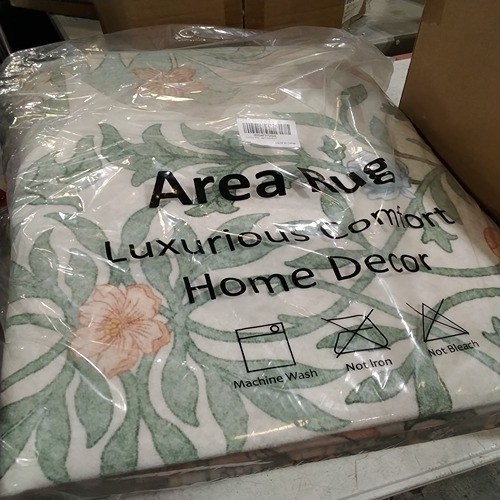 Area Rug
Luxurious Comfort
Home Decor
Machine Wash
Not Iron
Not Bleach